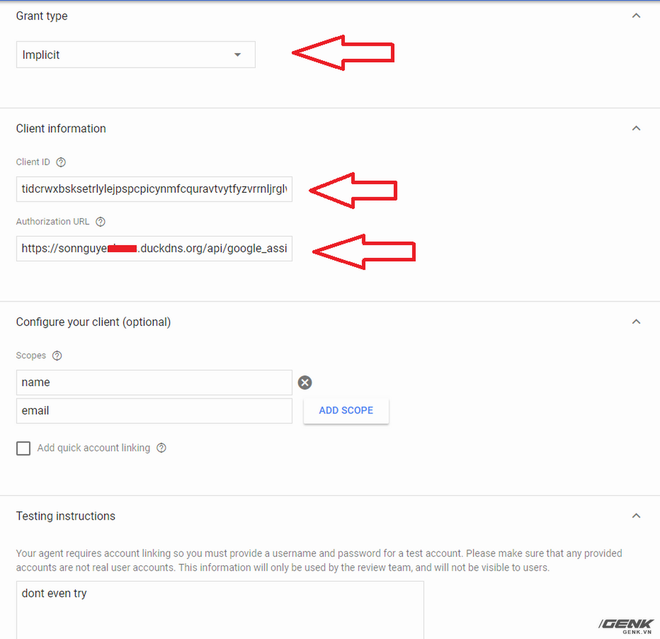 Grant type
Implicit
Client information
Client ID
tidcrwxbsksetrlylejpspcpicynmfcquravtvytfyzvrrnljrgl
Authorization URL
https://sonnguye .duckdns.org/api/google_assi
Configure your client (optional)
Scopes
name
email
ADD SCOPE
Add quick account linking
Testing instructions
Your agent requires account linking so you must provide a username and password for a test account. Please make sure that any provided
accounts are not real user accounts. This information will only be used by the review team, and will not be visible to users.
dont even try
GENK
GENK.VN